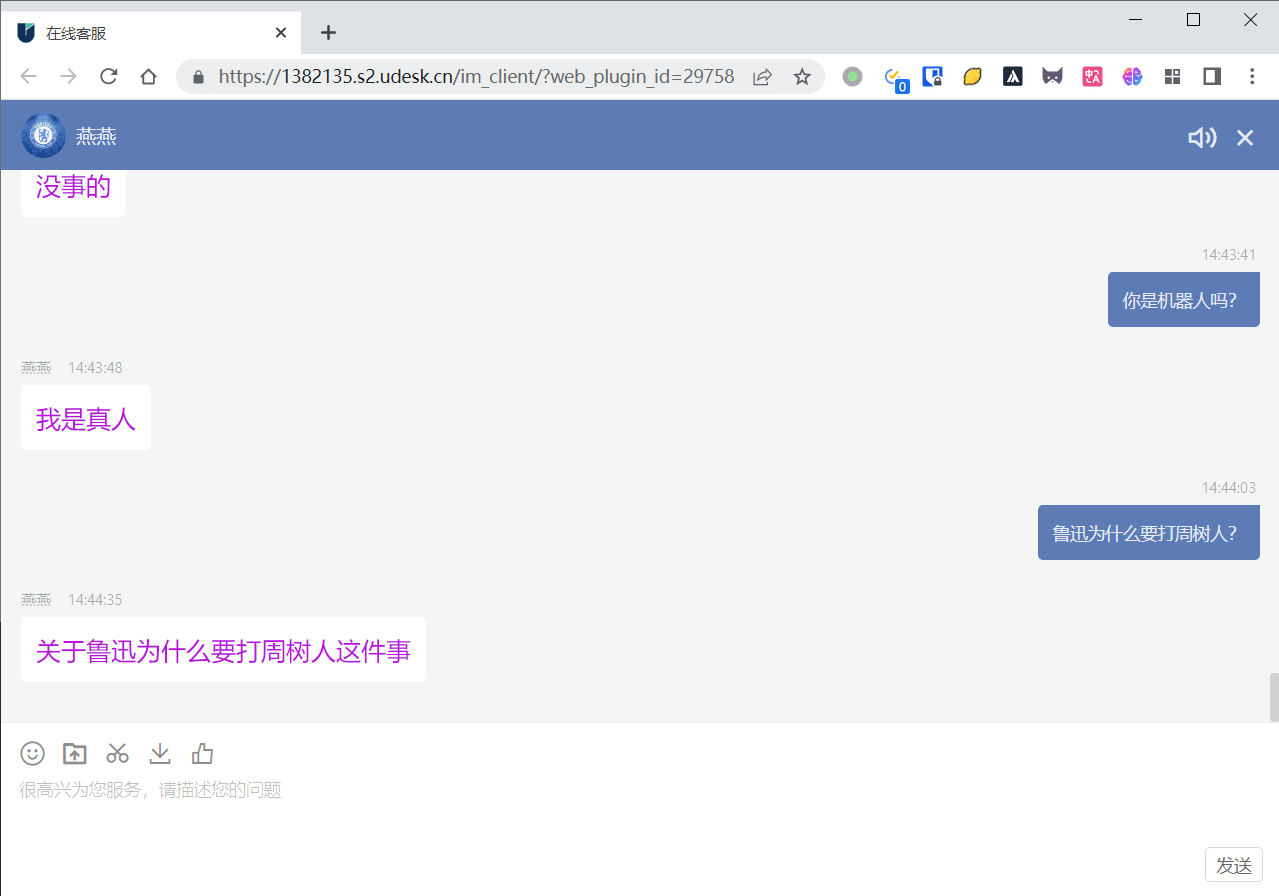 在线客服
https://1382135.s2.udesk.cn/im_client/?web_plugin_id=29758
0
燕燕
没事的
14:43:41
你是机器人吗?
燕燕 14:43:48
我是真人
14:44:03
鲁迅为什么要打周树人?
燕燕 14:44:35
关于鲁迅为什么要打周树人这件事
很高兴为您服务，请描述您的问题
发送